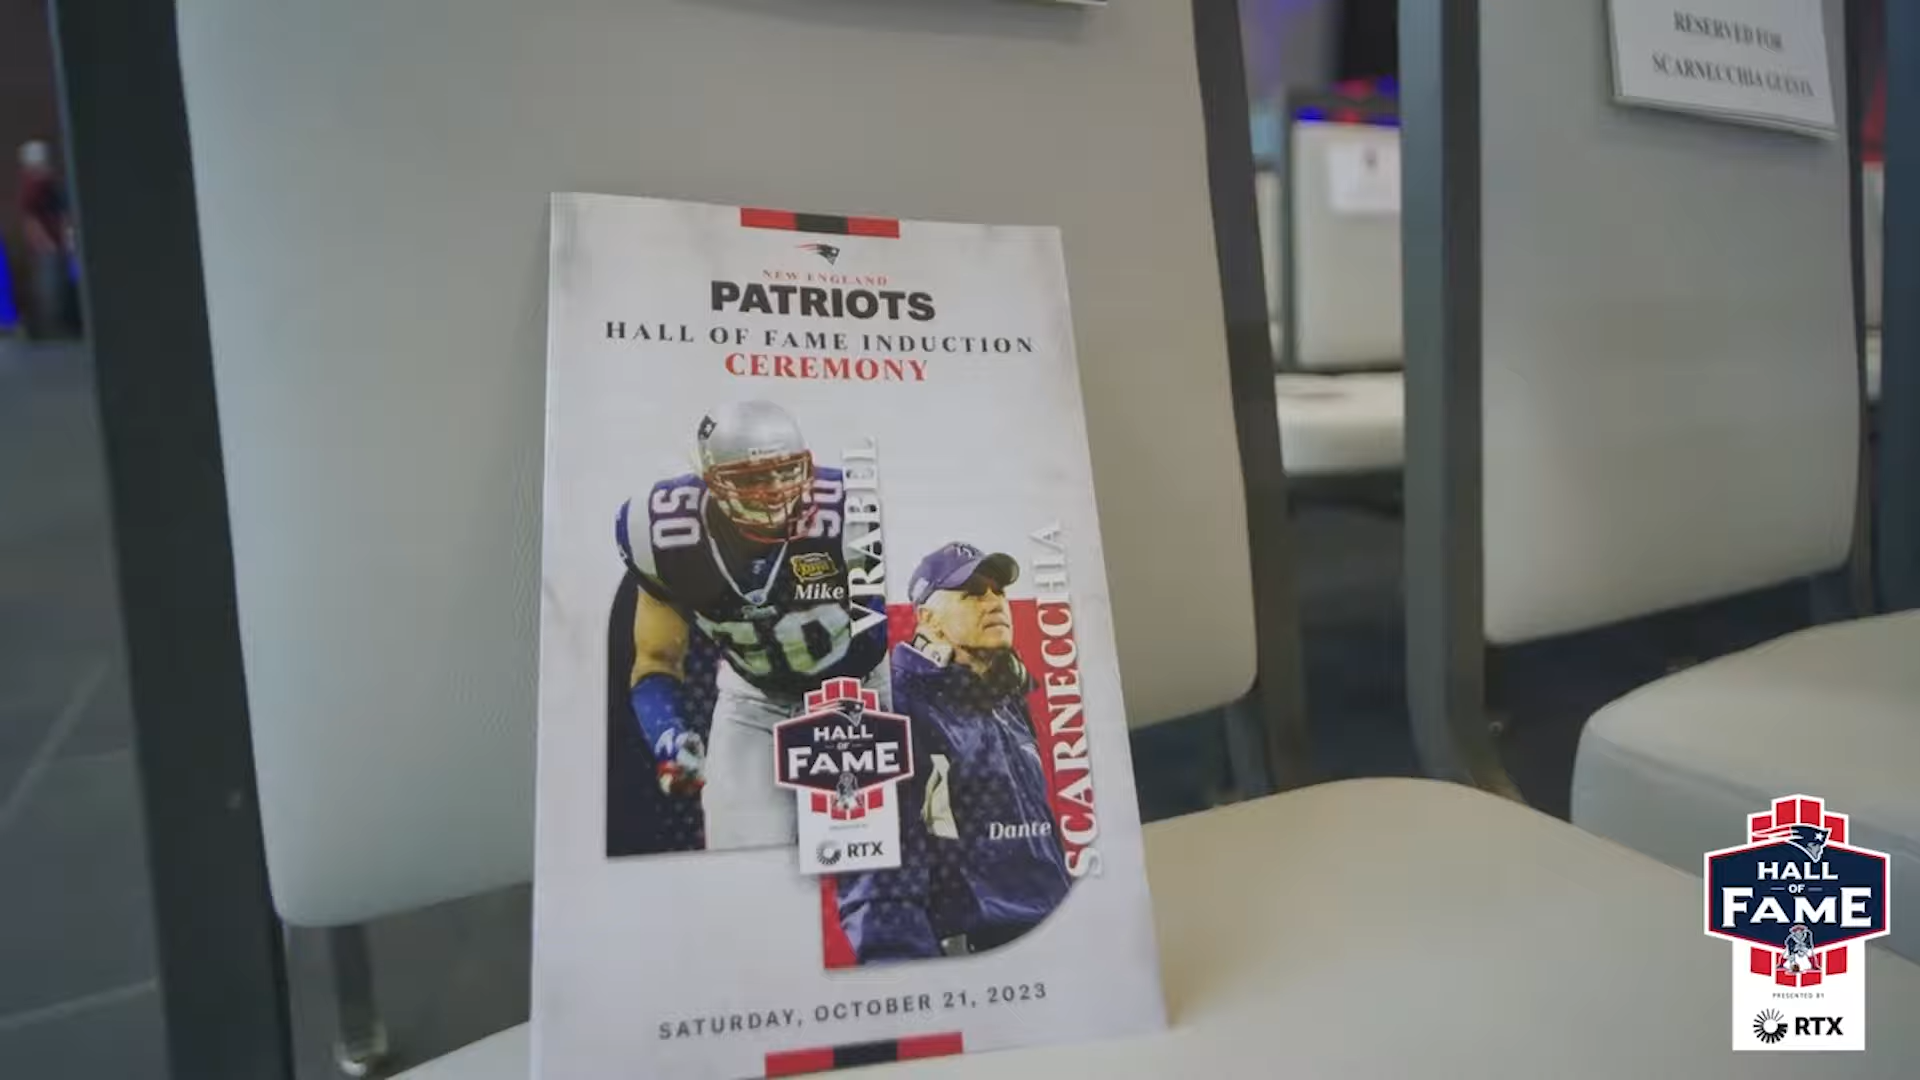 RESERVED FOR
SCARNECCHIA GUESTS
NEW ENGLAND
PATRIOTS
HALL OF FAME INDUCTION
CEREMONY
50
50
Mike
VRABEL
50
SCARNECCHIA
Dante
HALL
OF
FAME
RTX
SATURDAY, OCTOBER 21, 2023
HALL
OF
FAME
PRESENTED BY
RTX